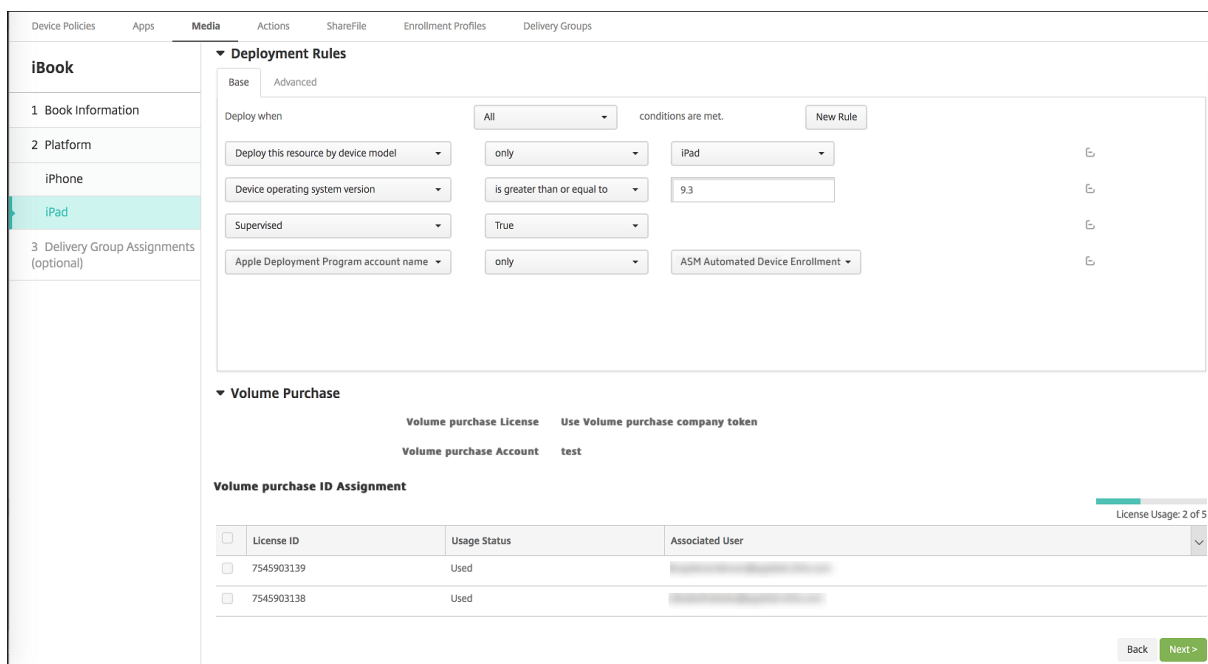 Device Policies Apps Media Actions ShareFile Enrollment Profiles Delivery Groups
iBook
1 Book Information
2 Platform
iPhone
iPad
3 Delivery Group Assignments
(optional)
Deployment Rules
Base Advanced
Deploy when All conditions are met. New Rule
Deploy this resource by device model only iPad
Device operating system version is greater than or equal to 9.3
Supervised True
Apple Deployment Program account name only ASM Automated Device Enrollment
Volume Purchase
Volume purchase License Use Volume purchase company token
Volume purchase Account test
Volume purchase ID Assignment
License Usage: 2 of 5
License ID Usage Status Associated User
7545903139 Used
7545903138 Used
Back Next >